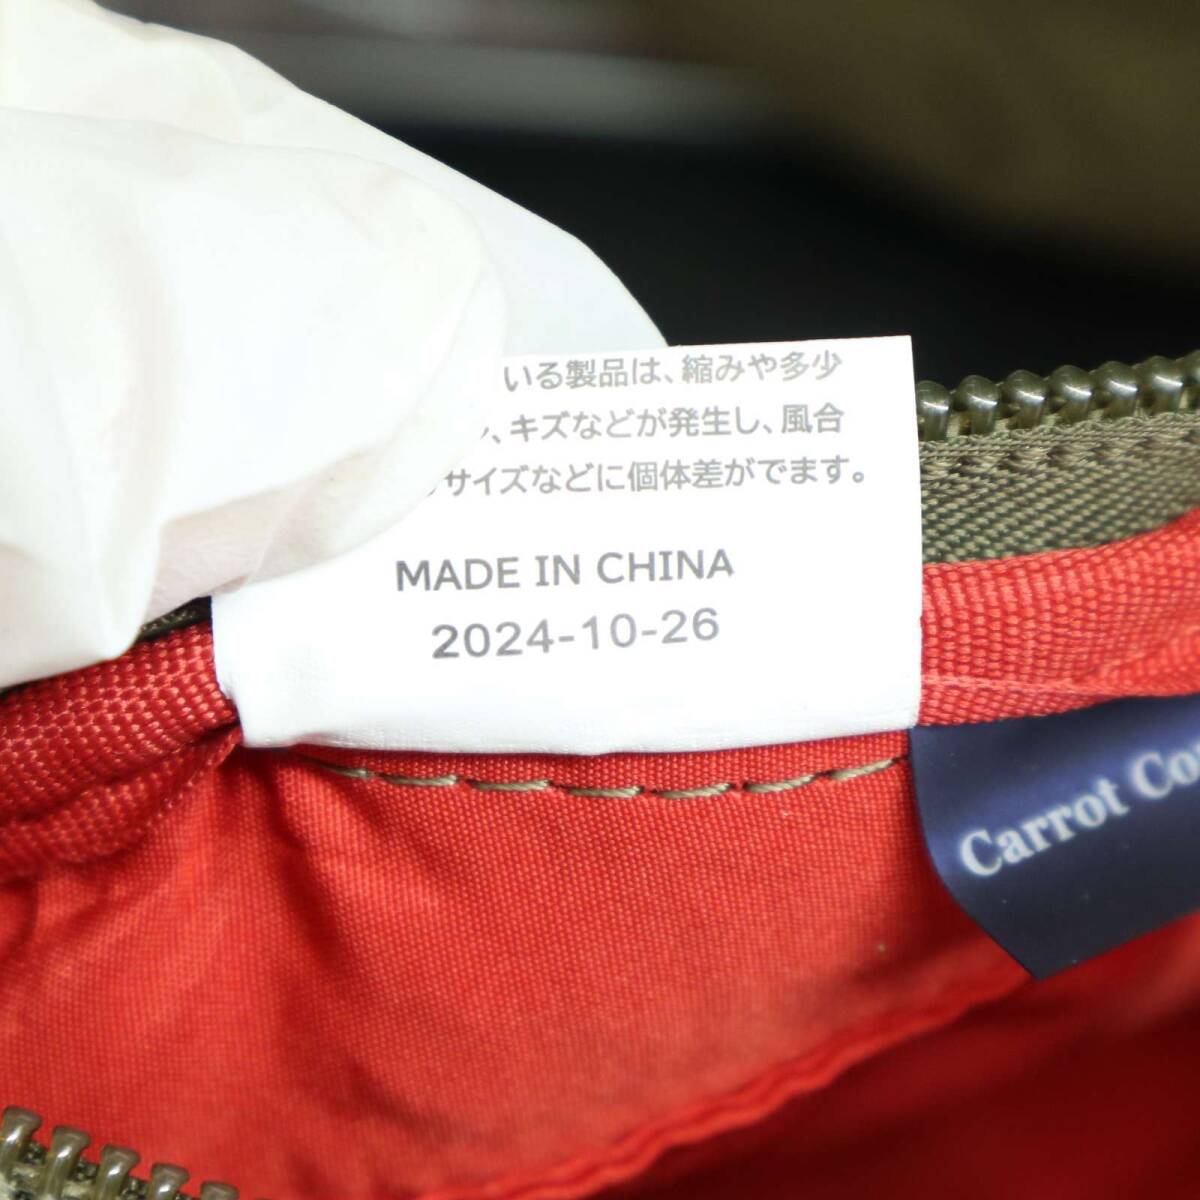 いる製品は、縮みや多少
、キズなどが発生し、風合
サイズなどに個体差がでます。
MADE IN CHINA
2024-10-26
Carrot